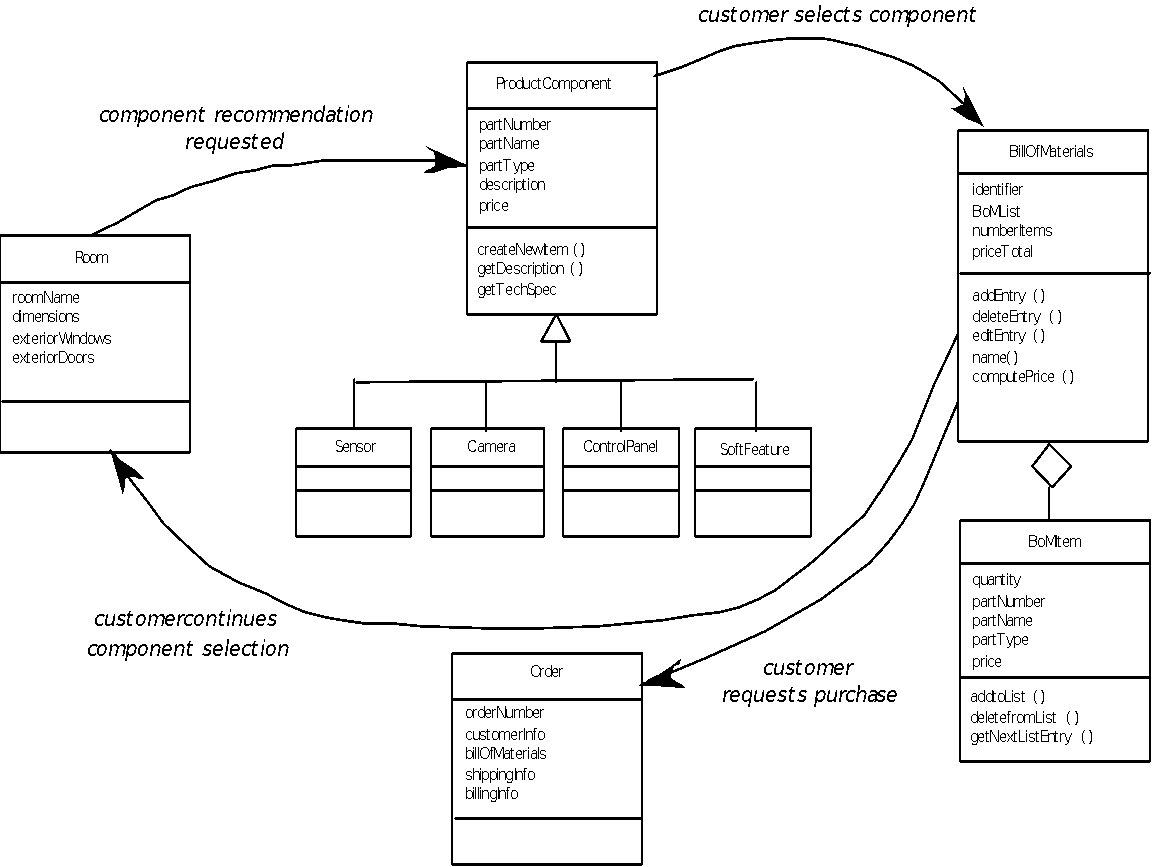 customer selects component
ProductComponent
partNumber
partName
partType
description
price
createNewItem ( )
getDescription ( )
getTechSpec
component recommendation
requested
BillOfMaterials
identifier
BoMList
numberItems
priceTotal
addEntry ( )
deleteEntry ( )
editEntry ( )
name()
computePrice ( )
Room
roomName
dimensions
exteriorWindows
exteriorDoors
Sensor
Camera
ControlPanel
SoftFeature
BoMItem
quantity
partNumber
partName
partType
price
addtoList ( )
deletefromList ( )
getNextListEntry ( )
customercontinues
component selection
customer
requests purchase
Order
orderNumber
customerInfo
billOfMaterials
shippingInfo
billingInfo